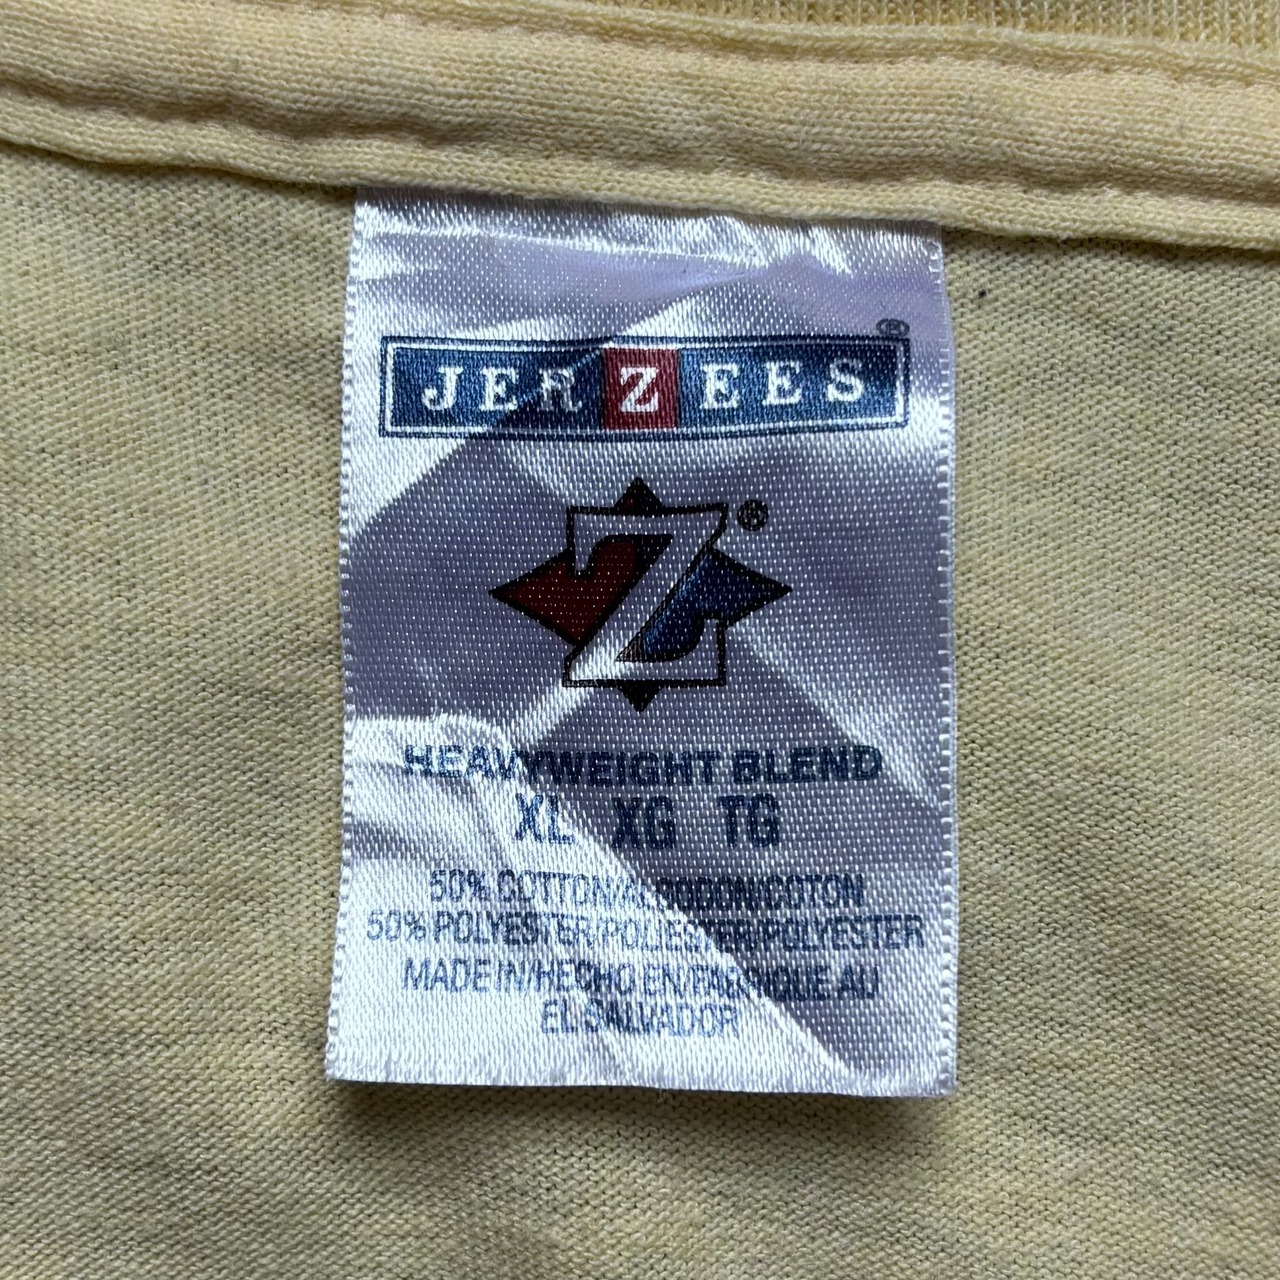 JERZEES®
Z®
HEAVYWEIGHT BLEND
XL XG TG
50% COTTON/ALGODON/COTON
50% POLYESTER/POLIESTER/POLYESTER
MADE IN/HECHO EN/FABRIQUE AU
EL SALVADOR